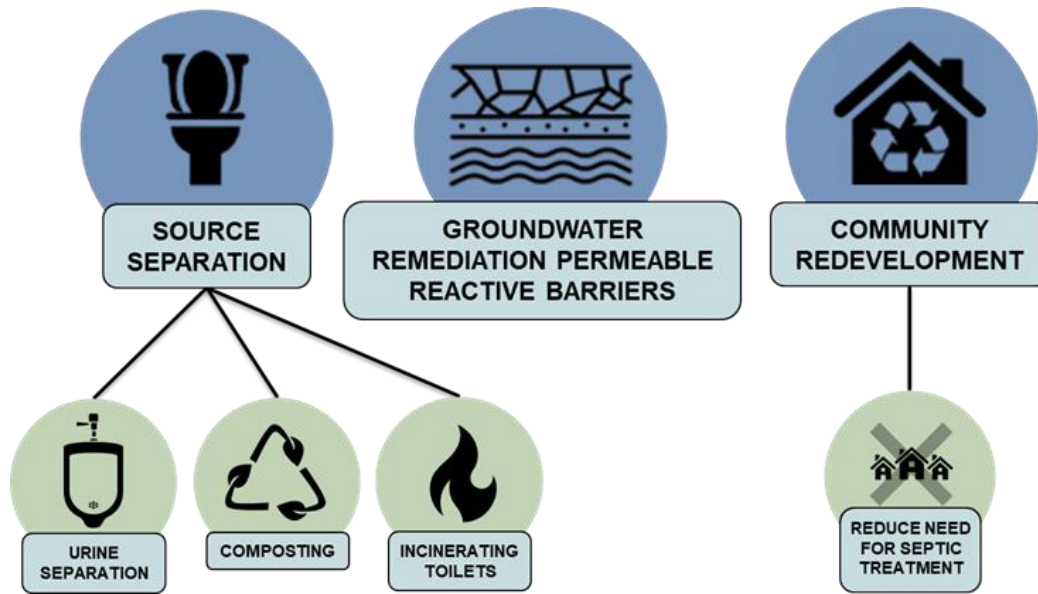 SOURCE
SEPARATION
GROUNDWATER
REMEDIATION PERMEABLE
REACTIVE BARRIERS
COMMUNITY
REDEVELOPMENT
URINE
SEPARATION
COMPOSTING
INCINERATING
TOILETS
REDUCE NEED
FOR SEPTIC
TREATMENT